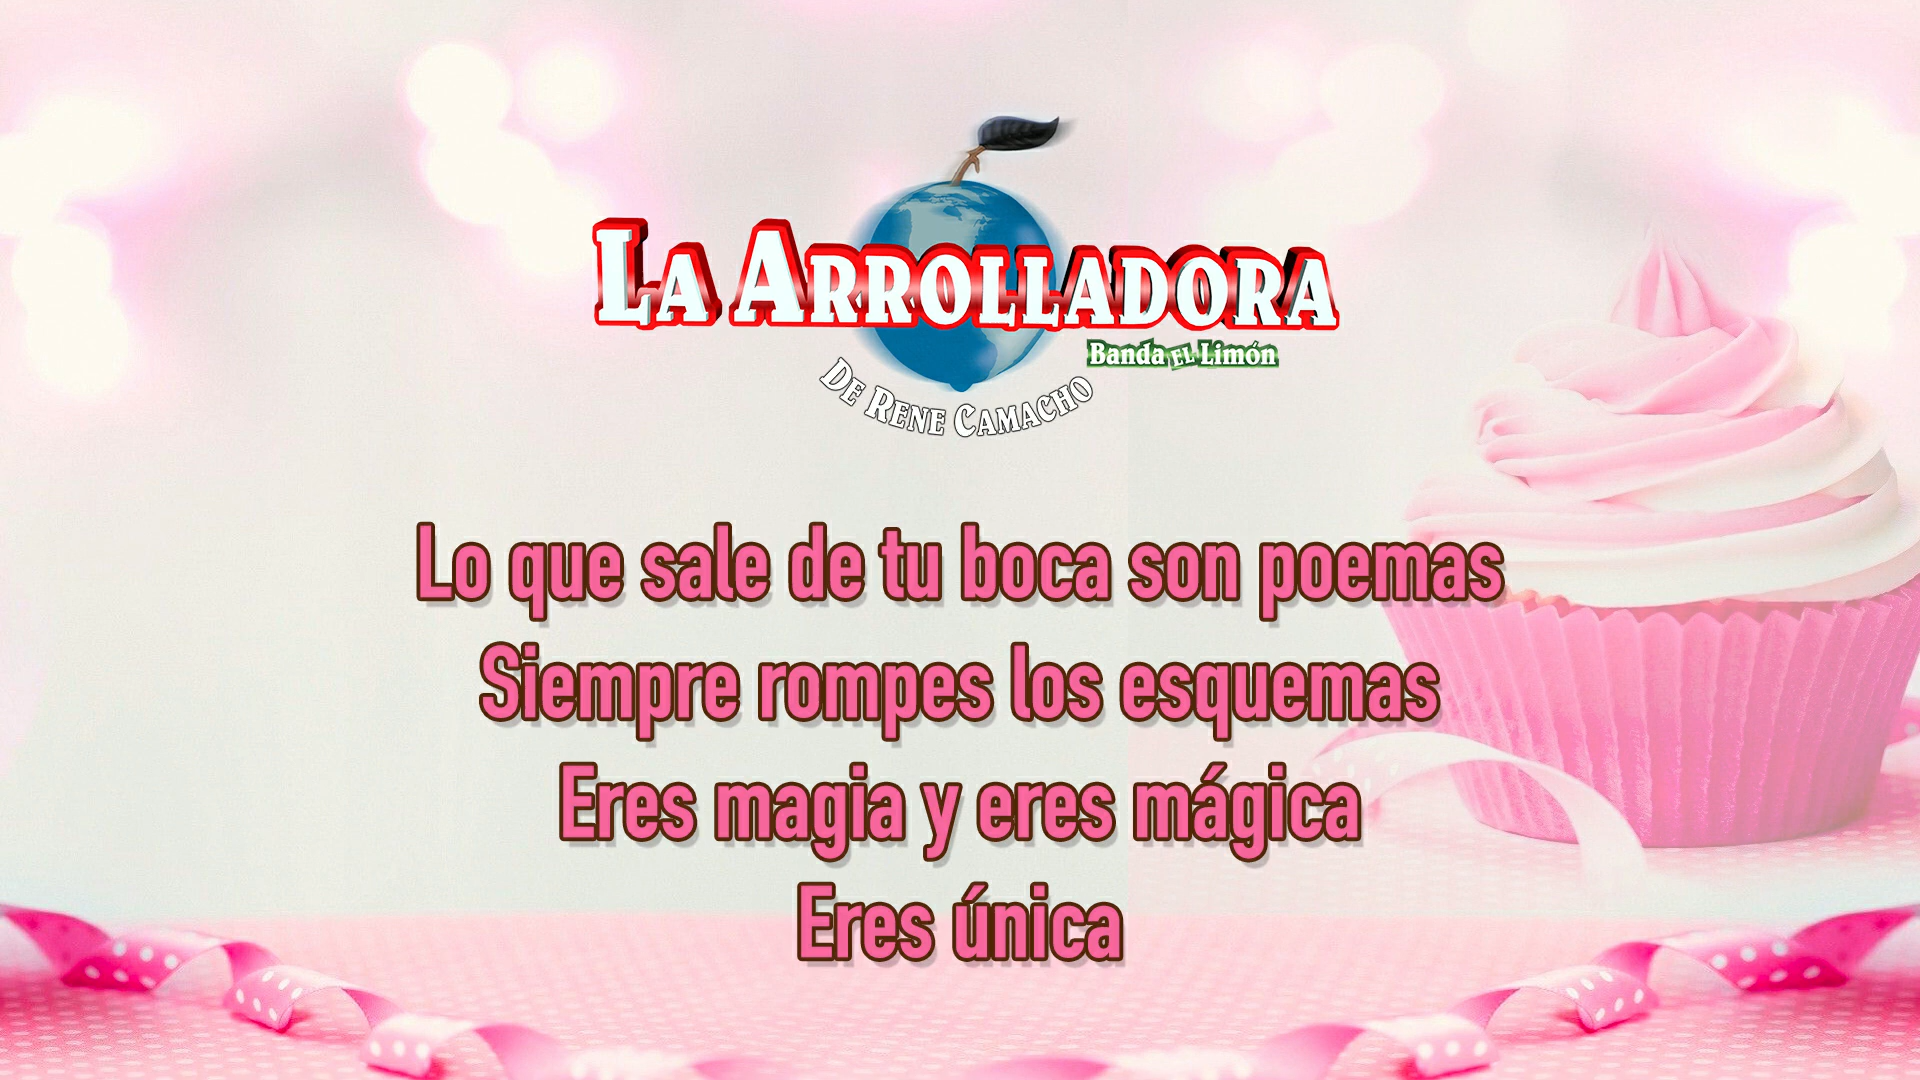 LA ARROLLADORA
Banda EL Limón
DE RENE CAMACHO
Lo que sale de tu boca son poemas
Siempre rompes los esquemas
Eres magia y eres mágica
Eres única